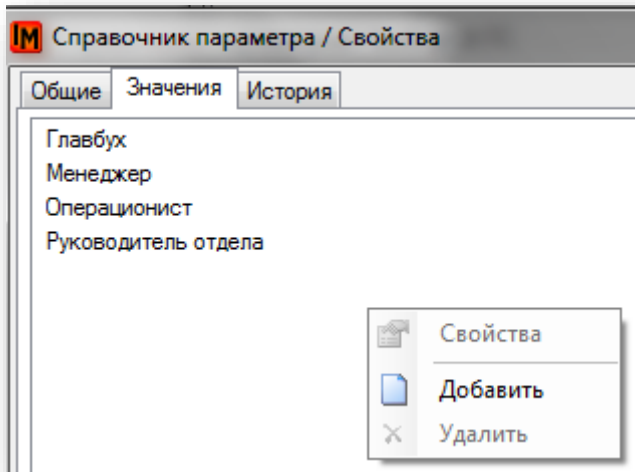 IM Справочник параметра / Свойства
Общие Значения История
Главбух
Менеджер
Операционист
Руководитель отдела
Свойства
Добавить
Удалить